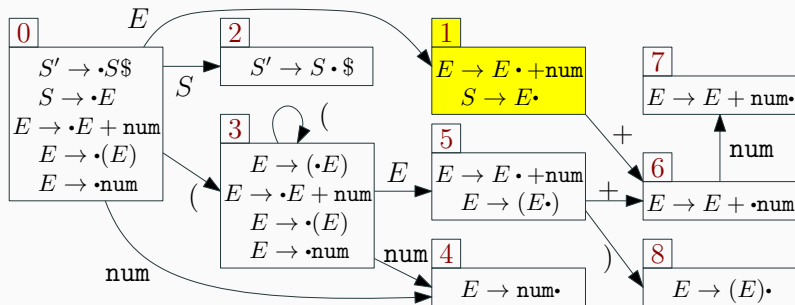 0
S′ → •S$
S → •E
E → •E + num
E → •(E)
E → •num
E
S
(
num
2
S′ → S • $
3
E → (•E)
E → •E + num
E → •(E)
E → •num
(
E
num
1
E → E • +num
S → E•
+
5
E → E • +num
E → (E•)
+
)
4
E → num•
7
E → E + num•
num
6
E → E + •num
8
E → (E)•